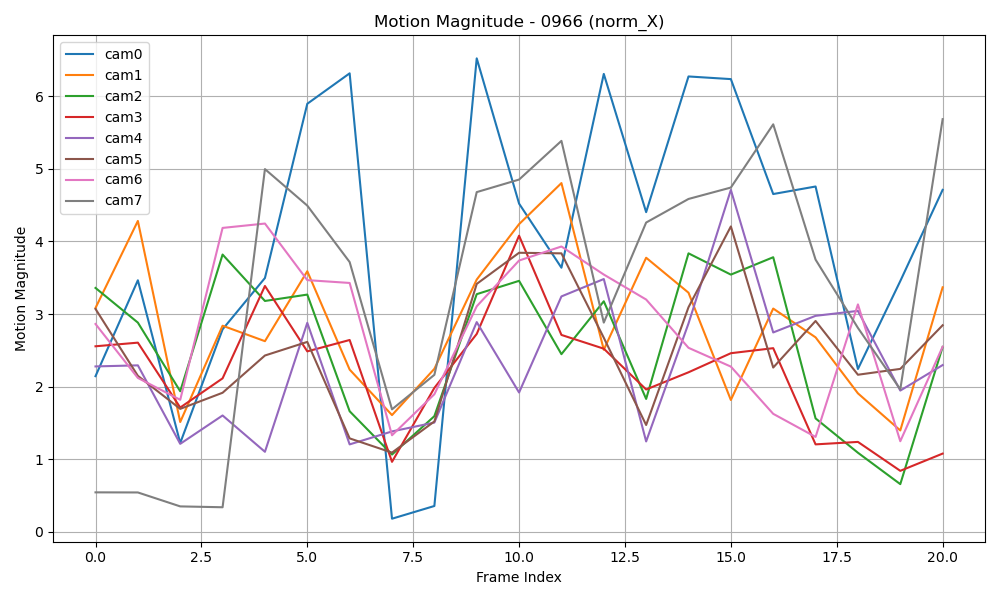 Motion Magnitude - 0966 (norm_X)
cam0
cam1
cam2
cam3
cam4
cam5
cam6
cam7
Motion Magnitude
6
5
4
3
2
1
0
0.0 2.5 5.0 7.5 10.0 12.5 15.0 17.5 20.0
Frame Index